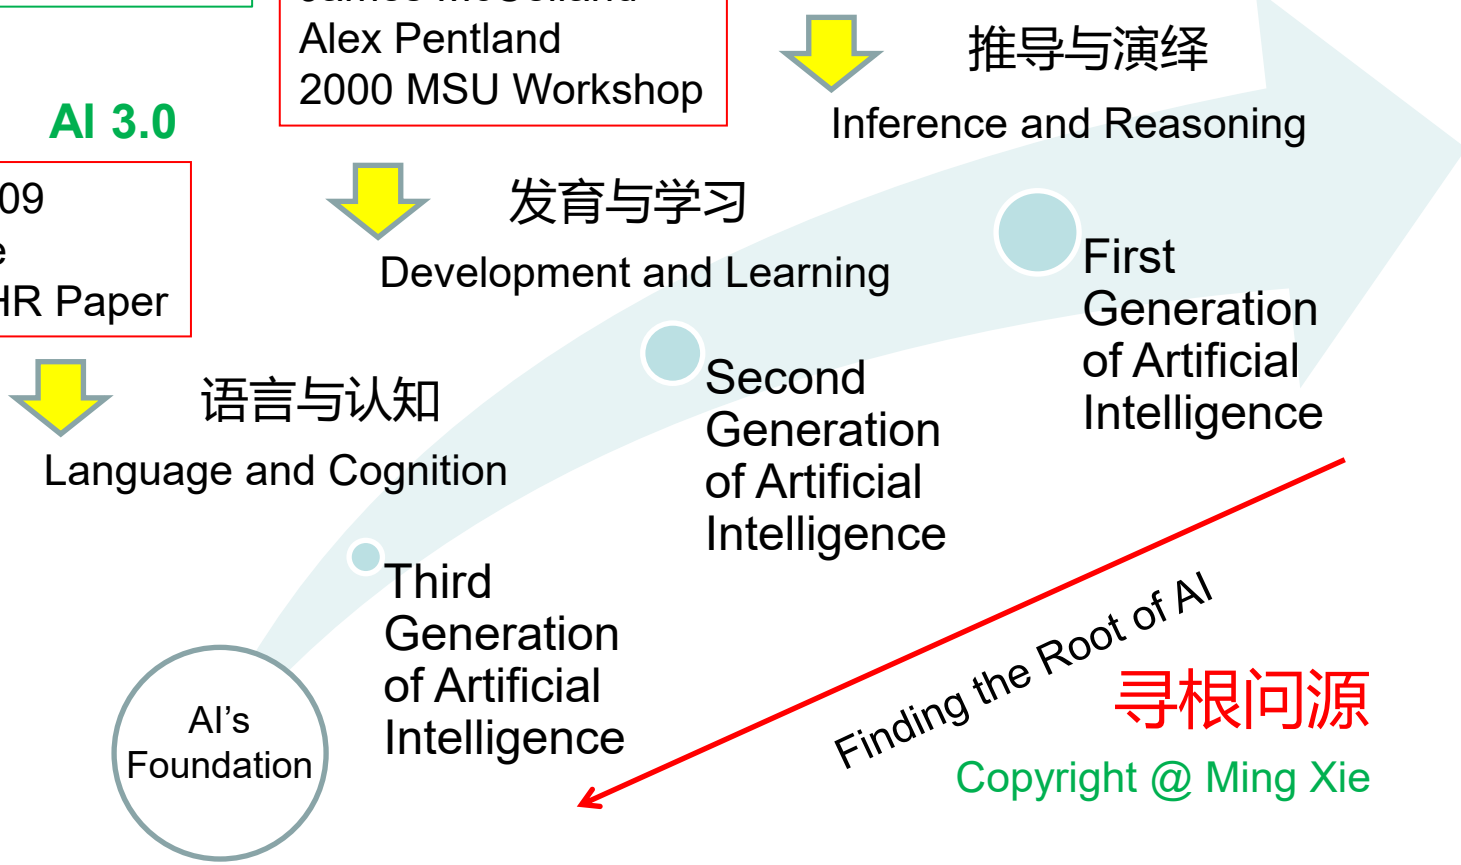 Alex Pentland
2000 MSU Workshop
推导与演绎
Inference and Reasoning
AI 3.0
09
HR Paper
发育与学习
Development and Learning
First
Generation
of Artificial
Intelligence
语言与认知
Language and Cognition
Second
Generation
of Artificial
Intelligence
Third
Generation
of Artificial
Intelligence
AI's
Foundation
Finding the Root of AI
寻根问源
Copyright @ Ming Xie